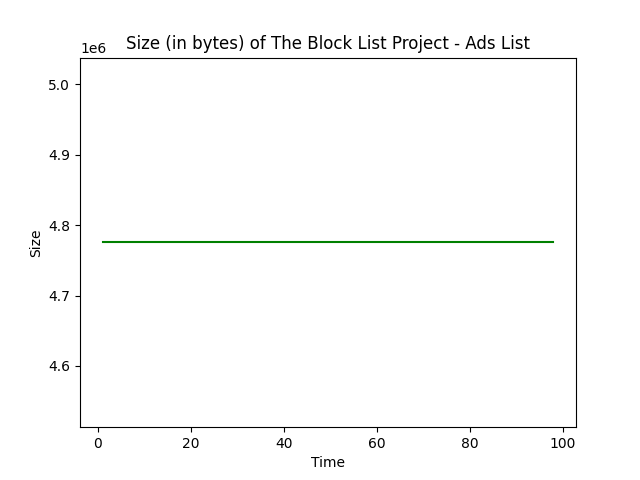 Size (in bytes) of The Block List Project - Ads List
1e6
5.0
4.9
4.8
4.7
4.6
Size
0 20 40 60 80 100
Time